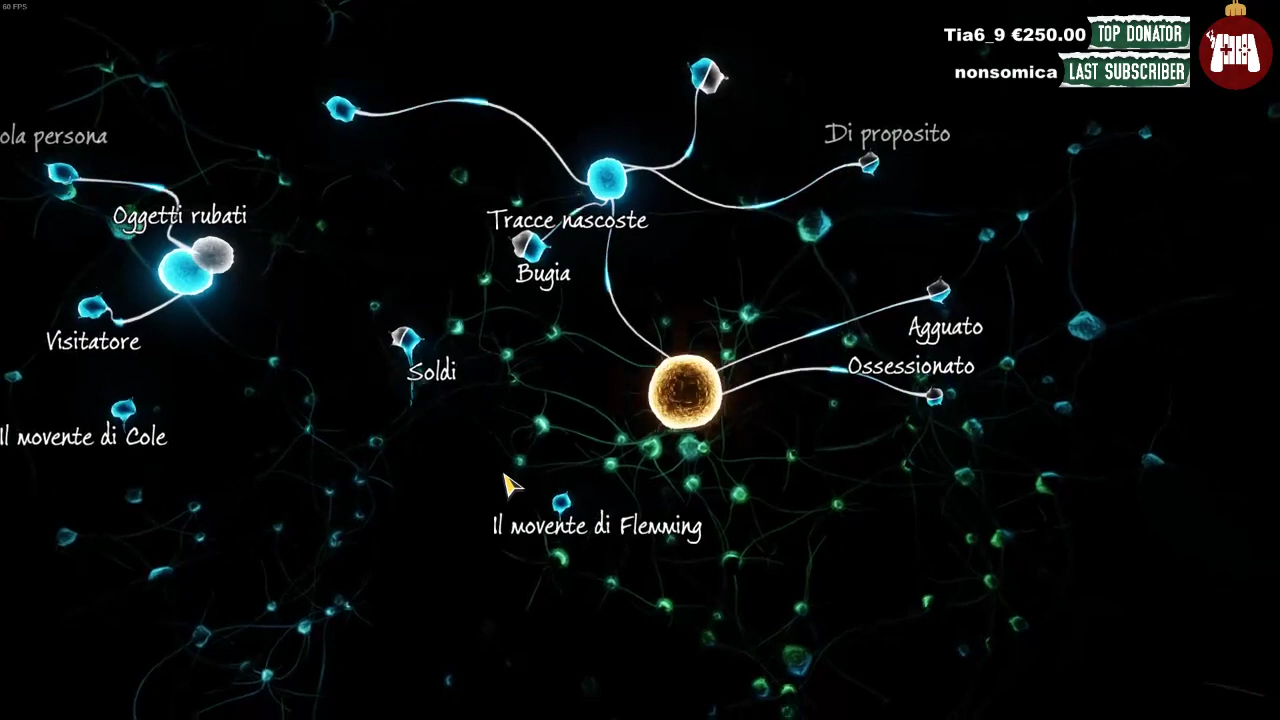 60 FPS
Tia6_9 €250.00 TOP DONATOR
nonsomica LAST SUBSCRIBER
ola persona
Di proposito
Oggetti rubati
Tracce nascoste
Bugia
Visitatore
Agguato
Soldi
Ossessionato
Il movente di Cole
Il movente di Flemming